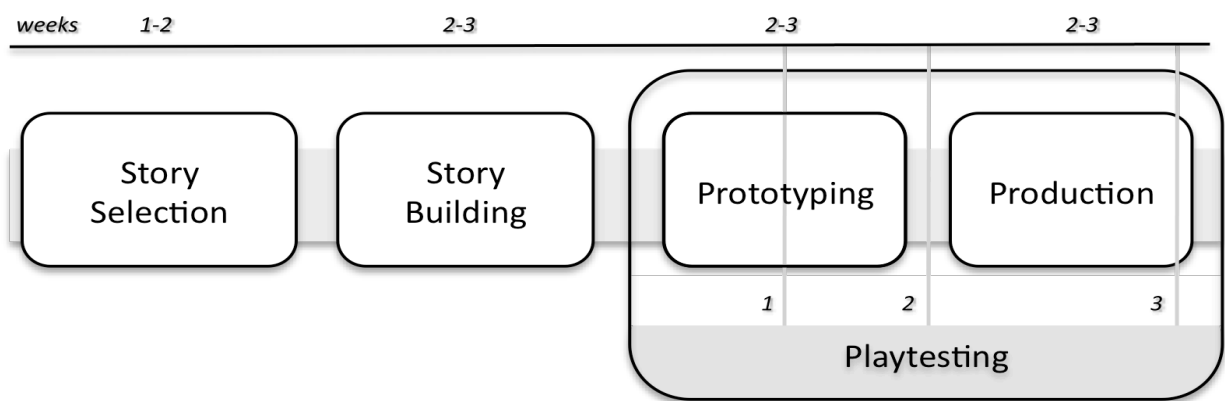 weeks 1-2 2-3 2-3 2-3
Story
Selection
Story
Building
Prototyping
Production
1 2 3
Playtesting